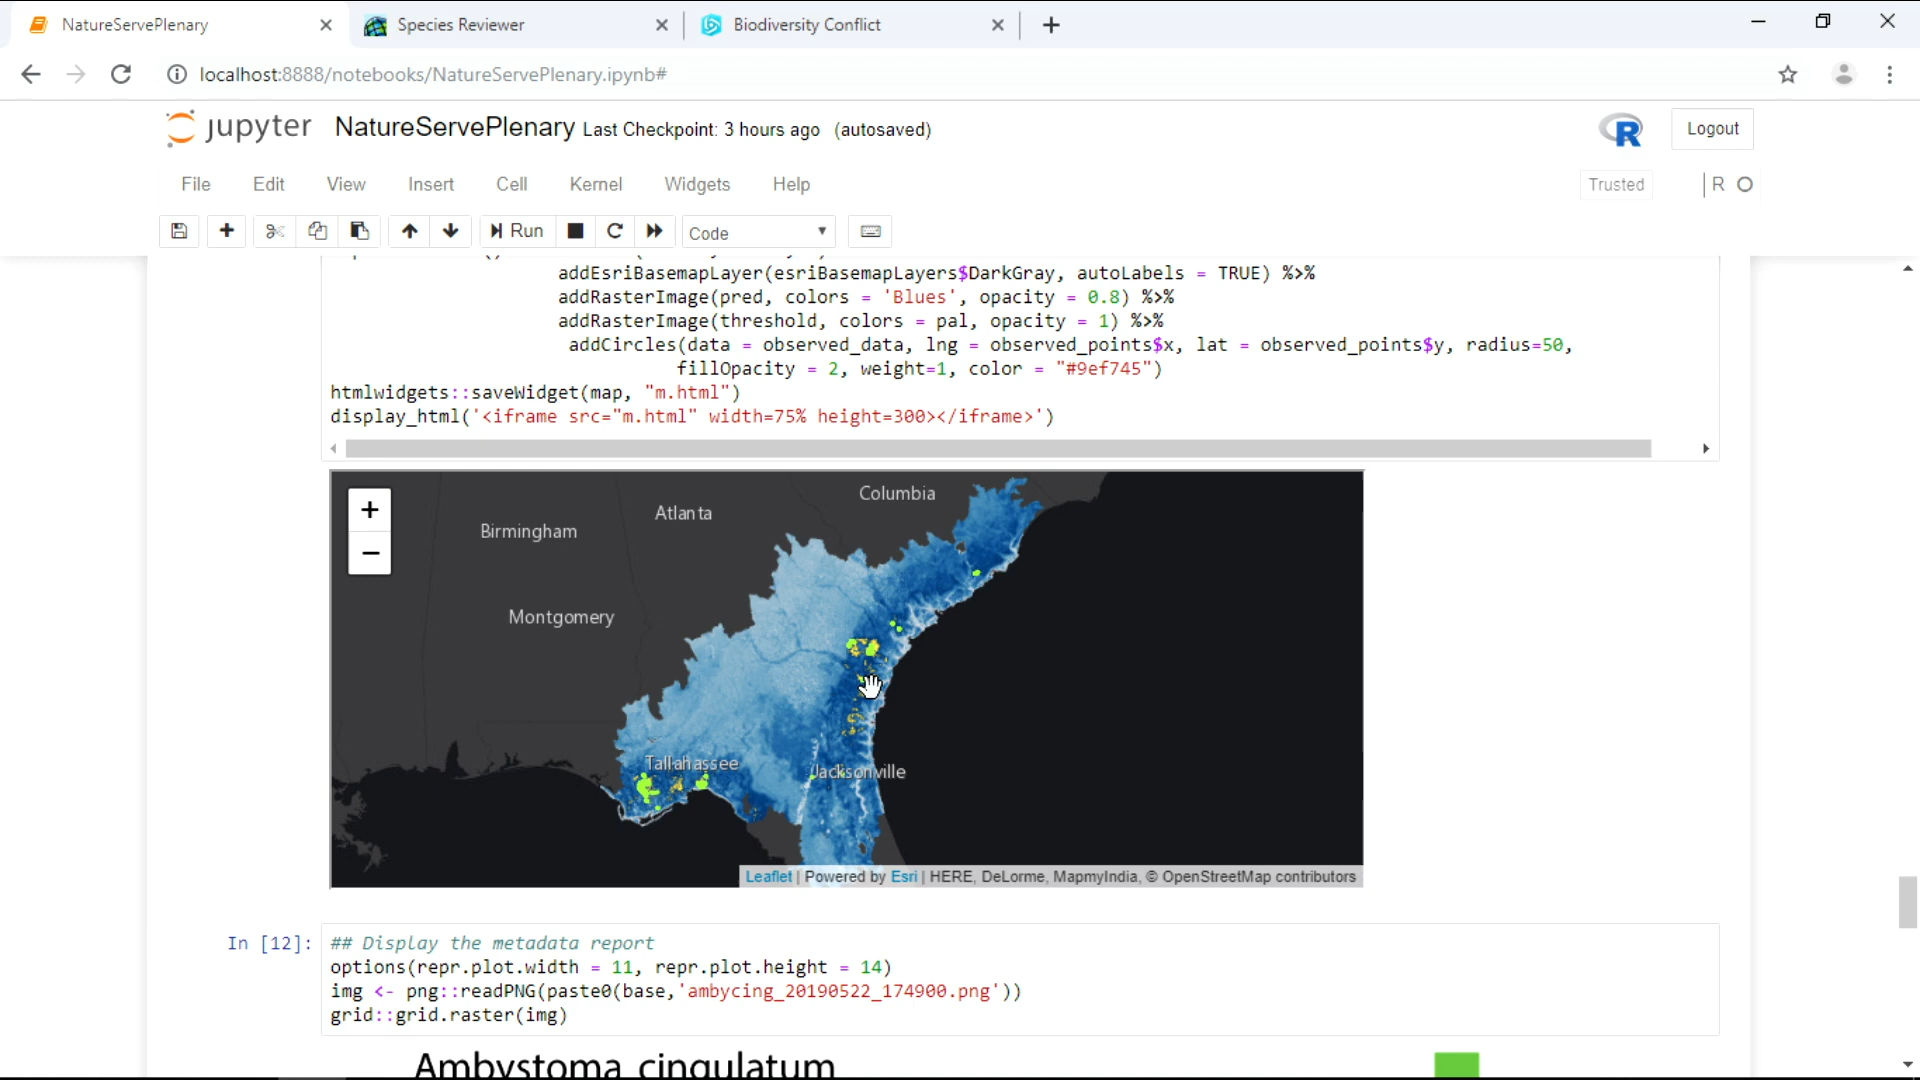 NatureServePlenary
Species Reviewer
Biodiversity Conflict
localhost:8888/notebooks/NatureServePlenary.ipynb#
jupyter NatureServePlenary Last Checkpoint: 3 hours ago (autosaved)
R
Logout
File Edit View Insert Cell Kernel Widgets Help
Trusted
R
Run
Code
addEsriBasemapLayer(esriBasemapLayers$DarkGray, autoLabels = TRUE) %>%
addRasterImage(pred, colors = 'Blues', opacity = 0.8) %>%
addRasterImage(threshold, colors = pal, opacity = 1) %>%
addCircles(data = observed_data, lng = observed_points$x, lat = observed_points$y, radius=50,
fillOpacity = 2, weight=1, color = "#9ef745")
htmlwidgets::saveWidget(map, "m.html")
display_html('<iframe src="m.html" width=75% height=300></iframe>')
+
−
Columbia
Atlanta
Birmingham
Montgomery
Tallahassee
Jacksonville
Leaflet | Powered by Esri | HERE, DeLorme, MapmyIndia, © OpenStreetMap contributors
In [12]:
## Display the metadata report
options(repr.plot.width = 11, repr.plot.height = 14)
img <- png::readPNG(paste0(base,'ambycing_20190522_174900.png'))
grid::grid.raster(img)
Ambystoma cingulatum